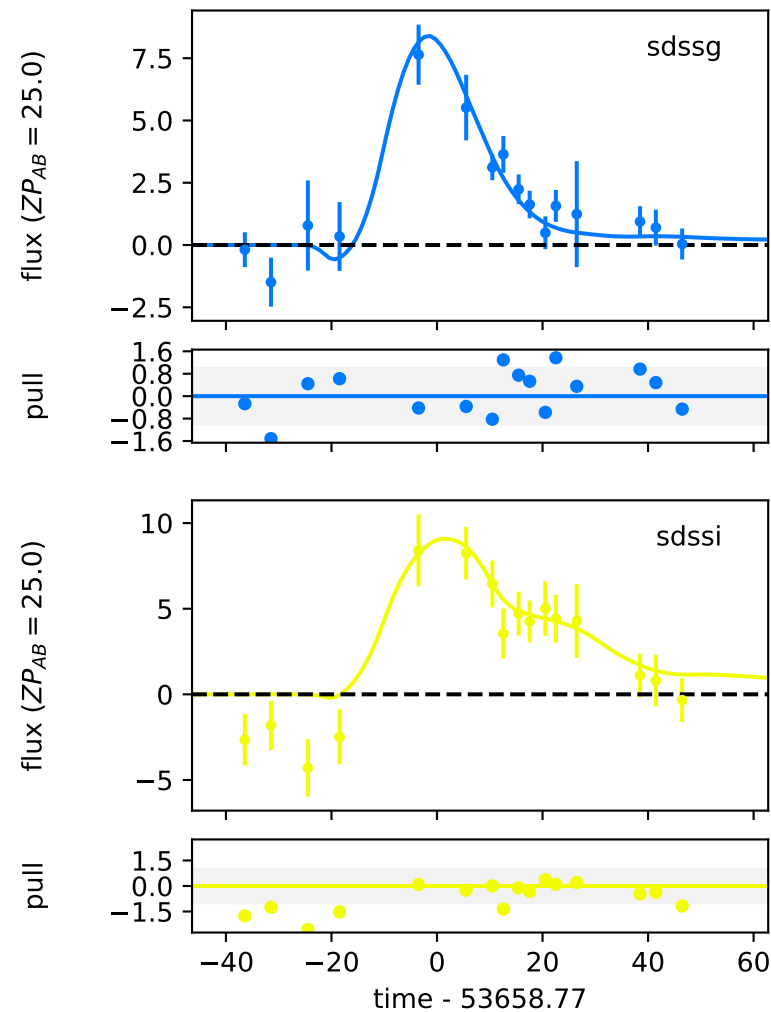 sdssg
flux (ZP_AB = 25.0)
7.5
5.0
2.5
0.0
−2.5
pull
1.6
0.8
0.0
−0.8
−1.6
sdssi
flux (ZP_AB = 25.0)
10
5
0
−5
pull
1.5
0.0
−1.5
−40 −20 0 20 40 60
time - 53658.77